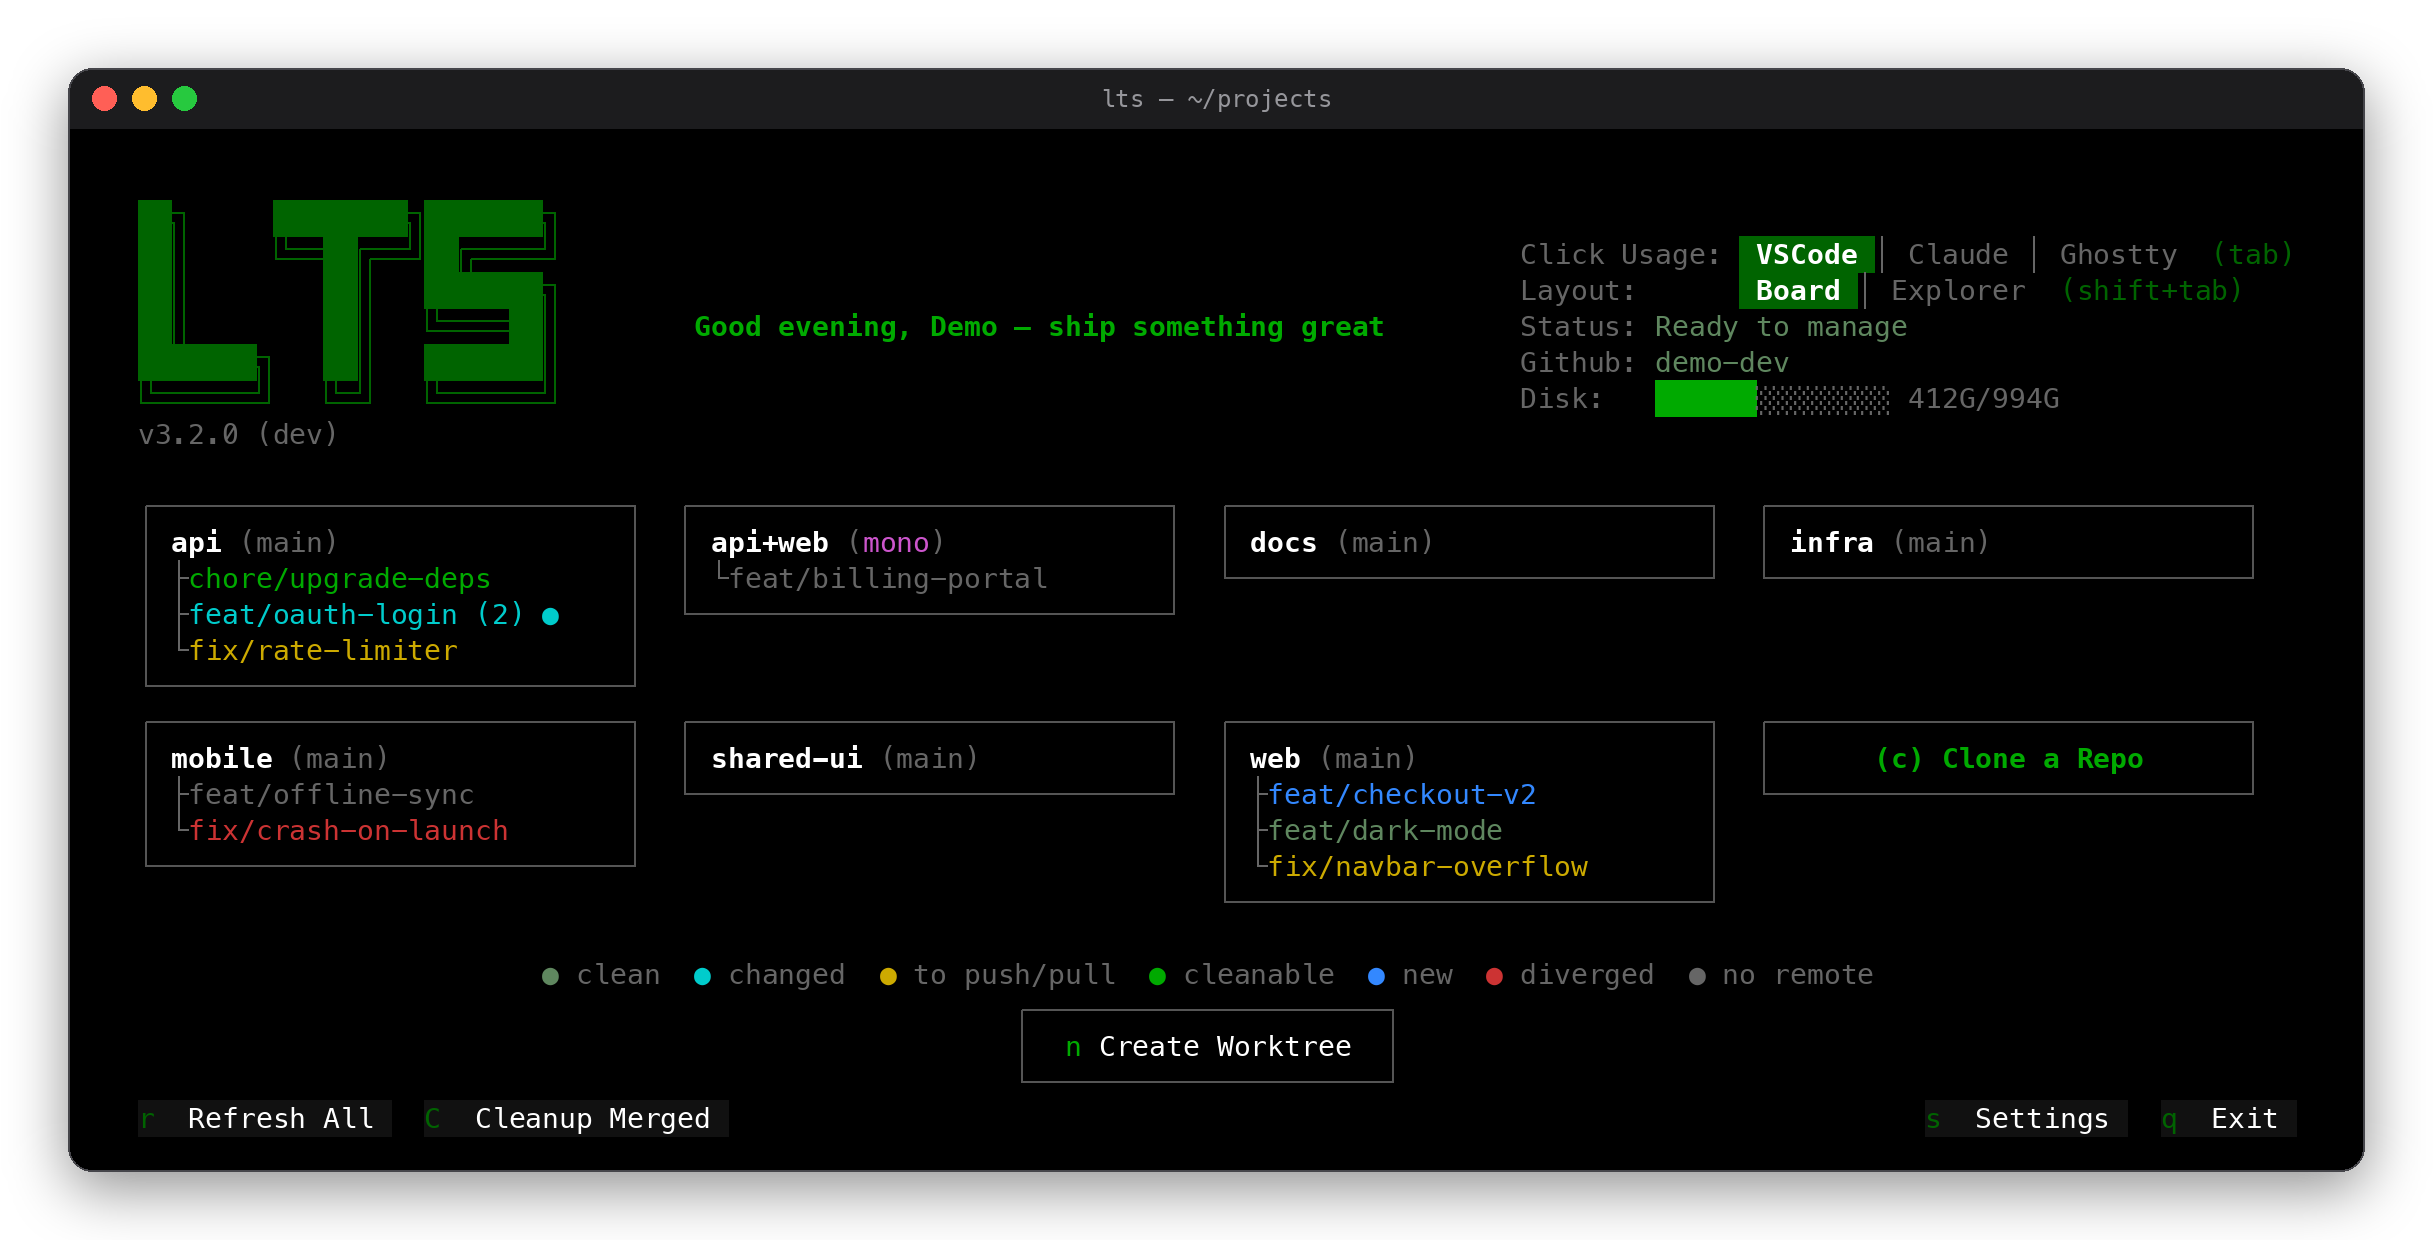 lts — ~/projects
LTS
Click Usage: VSCode │ Claude │ Ghostty (tab)
Layout: Board │ Explorer (shift+tab)
Good evening, Demo — ship something great
Status: Ready to manage
Github: demo-dev
Disk: 412G/994G
v3.2.0 (dev)
api (main)
chore/upgrade-deps
feat/oauth-login (2) ●
fix/rate-limiter
api+web (mono)
feat/billing-portal
docs (main)
infra (main)
mobile (main)
feat/offline-sync
fix/crash-on-launch
shared-ui (main)
web (main)
feat/checkout-v2
feat/dark-mode
fix/navbar-overflow
(c) Clone a Repo
● clean ● changed ● to push/pull ● cleanable ● new ● diverged ● no remote
n Create Worktree
r Refresh All C Cleanup Merged s Settings q Exit